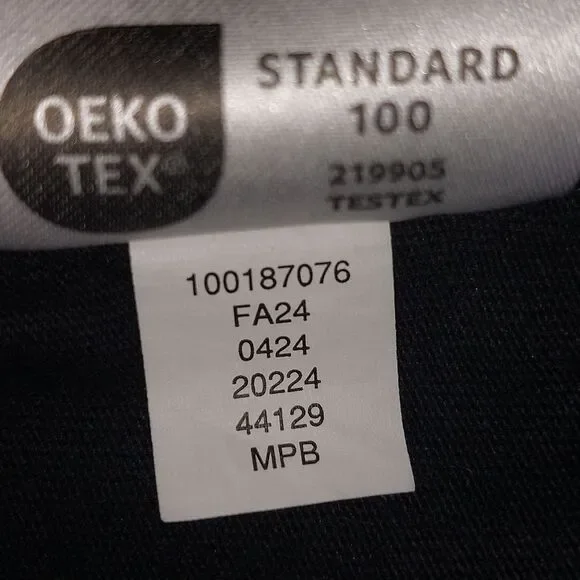 OEKO
TEX®
STANDARD
100
219905
TESTEX
100187076
FA24
0424
20224
44129
MPB